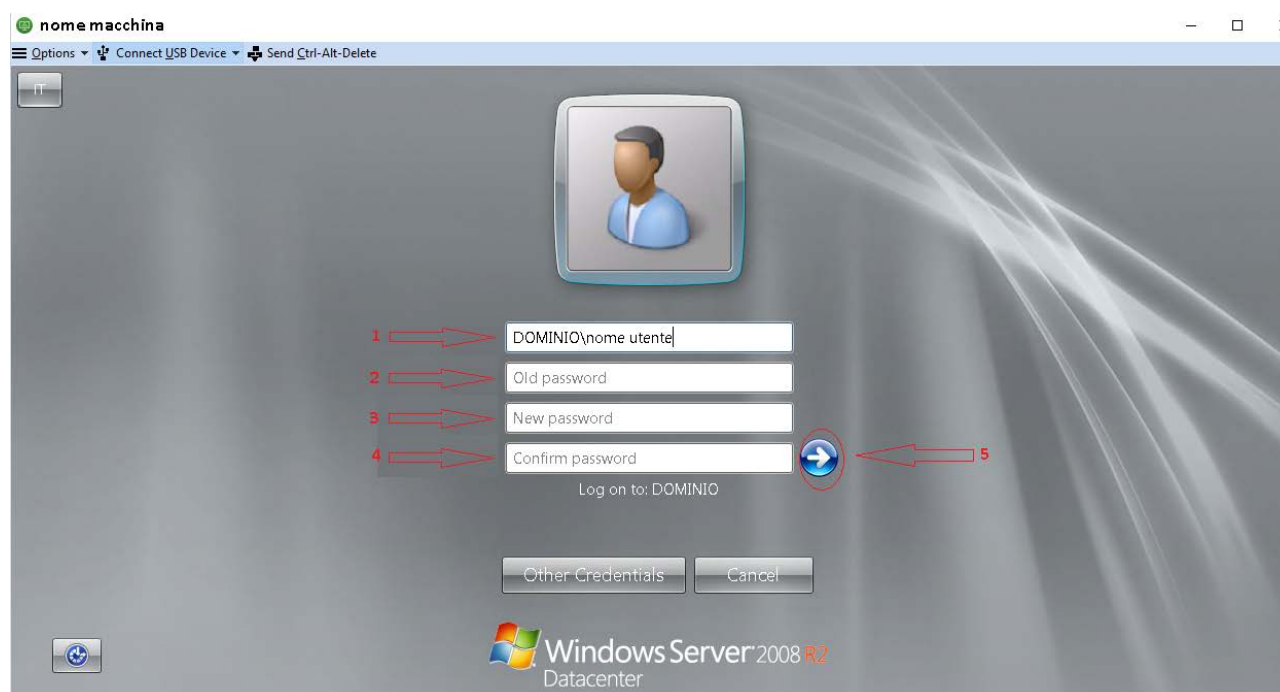 nome macchina
Options Connect USB Device Send Ctrl-Alt-Delete
IT
1 DOMINIO\nome utente
2 Old password
3 New password
4 Confirm password 5
Log on to: DOMINIO
Other Credentials Cancel
Windows Server 2008 R2
Datacenter